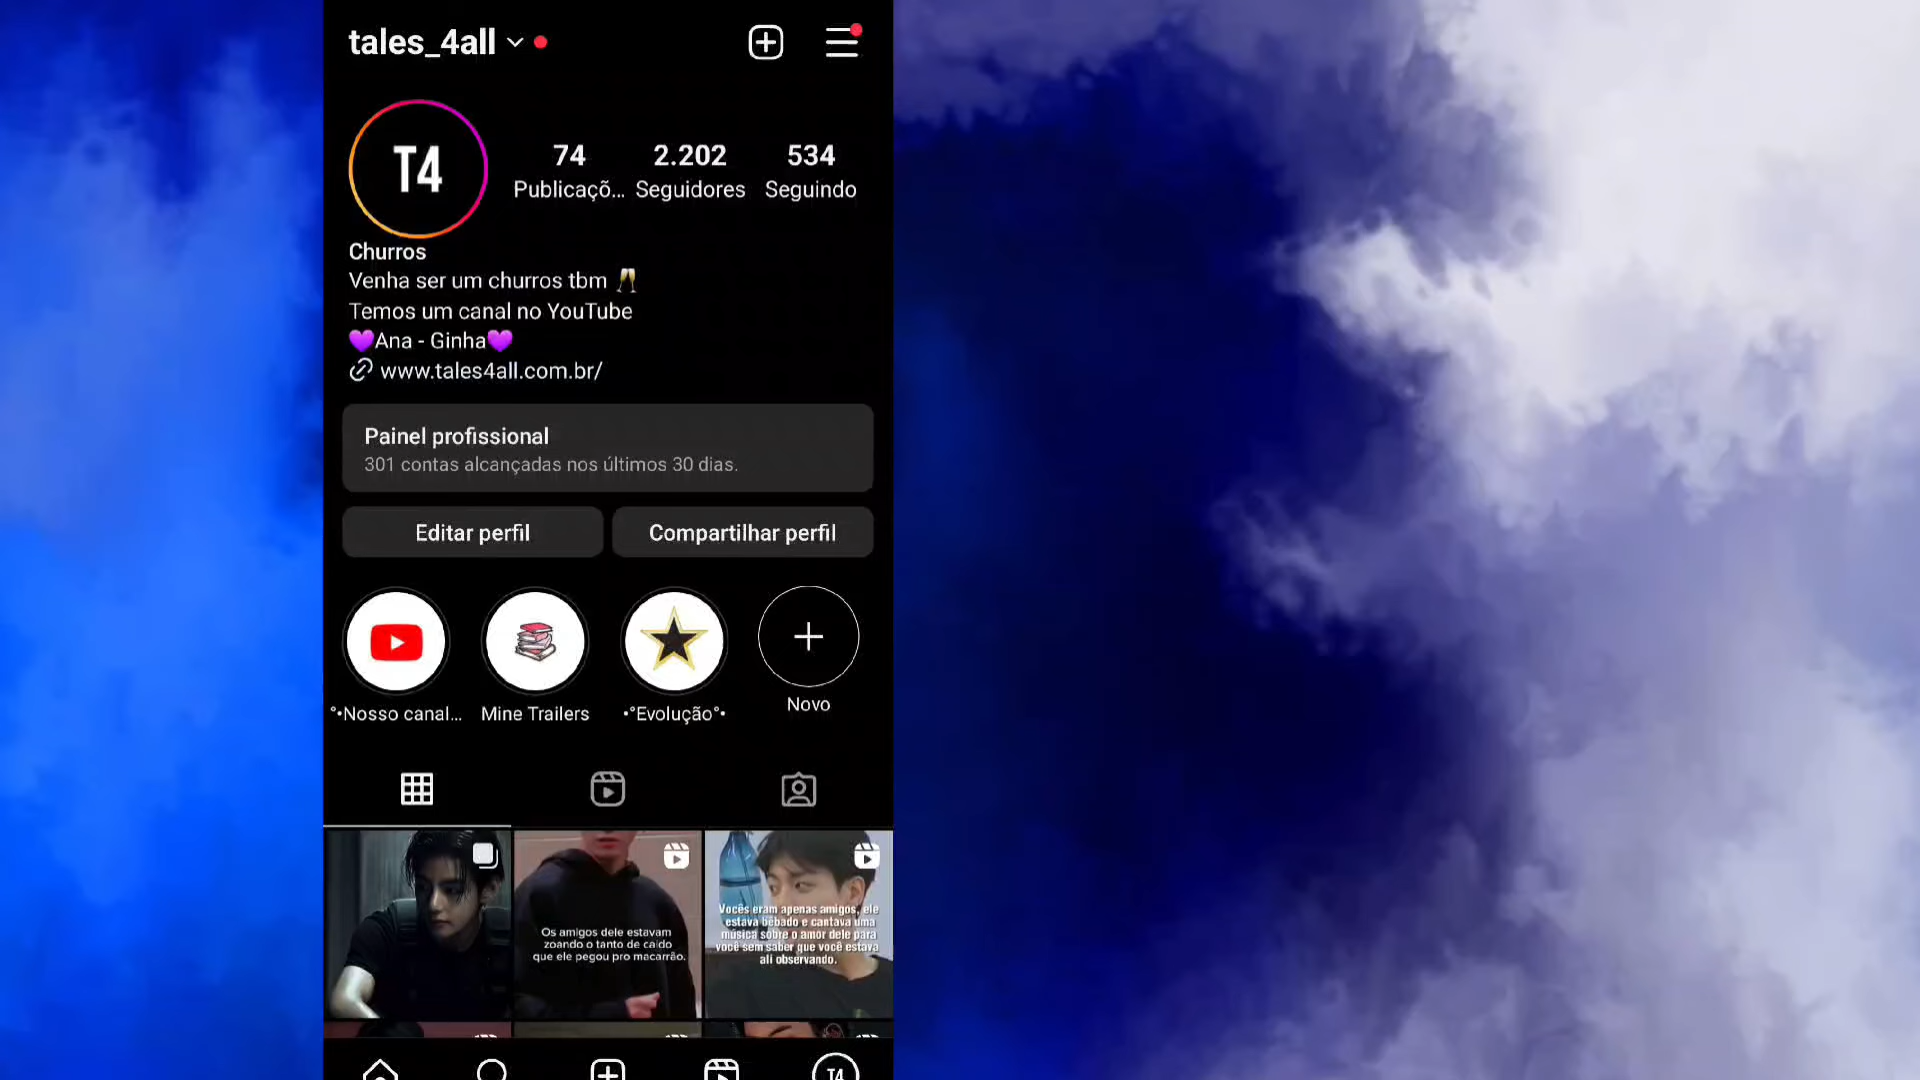 tales_4all
T4
74
2.202
534
Publicaçõ...
Seguidores
Seguindo
Churros
Venha ser um churros tbm 🥂
Temos um canal no YouTube
💜Ana - Ginha💜
www.tales4all.com.br/
Painel profissional
301 contas alcançadas nos últimos 30 dias.
Editar perfil
Compartilhar perfil
°•Nosso canal...
Mine Trailers
•°Evolução°•
Novo
Os amigos dele estavam
zoando o tanto de caido
que ele pegou pro macarrão.
Vocês eram apenas amigos, ele
estava bêbado e cantava uma
música sobre o amor dele para
você sem saber que você estava
ali observando.
T4